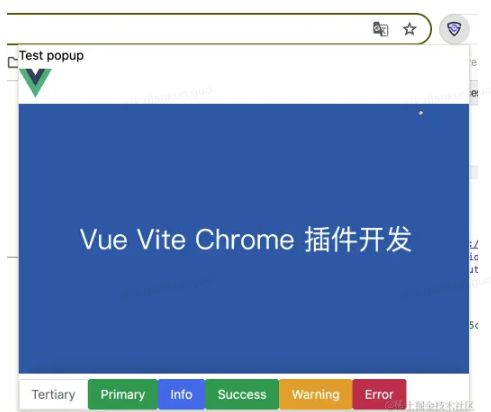 Test popup
Vue Vite Chrome 插件开发
Tertiary
Primary
Info
Success
Warning
Error
@稀土掘金技术社区